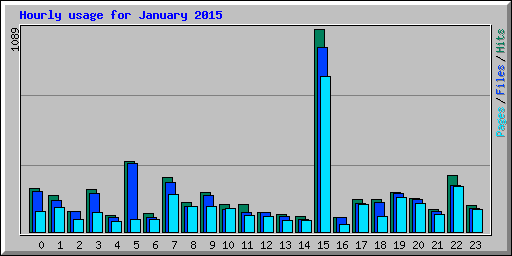 Hourly usage for January 2015
1089
Pages/Files/Hits
0 1 2 3 4 5 6 7 8 9 10 11 12 13 14 15 16 17 18 19 20 21 22 23